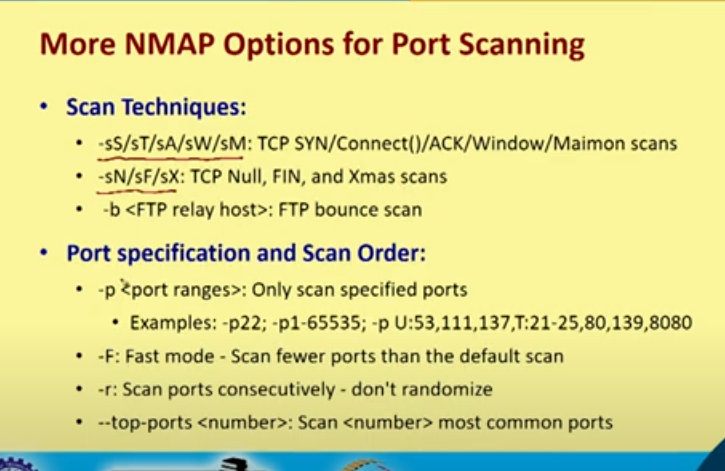 More NMAP Options for Port Scanning
• Scan Techniques:
• -sS/sT/sA/sW/sM: TCP SYN/Connect()/ACK/Window/Maimon scans
• -sN/sF/sX: TCP Null, FIN, and Xmas scans
• -b <FTP relay host>: FTP bounce scan
• Port specification and Scan Order:
• -p <port ranges>: Only scan specified ports
• Examples: -p22; -p1-65535; -p U:53,111,137,T:21-25,80,139,8080
• -F: Fast mode - Scan fewer ports than the default scan
• -r: Scan ports consecutively - don't randomize
• --top-ports <number>: Scan <number> most common ports